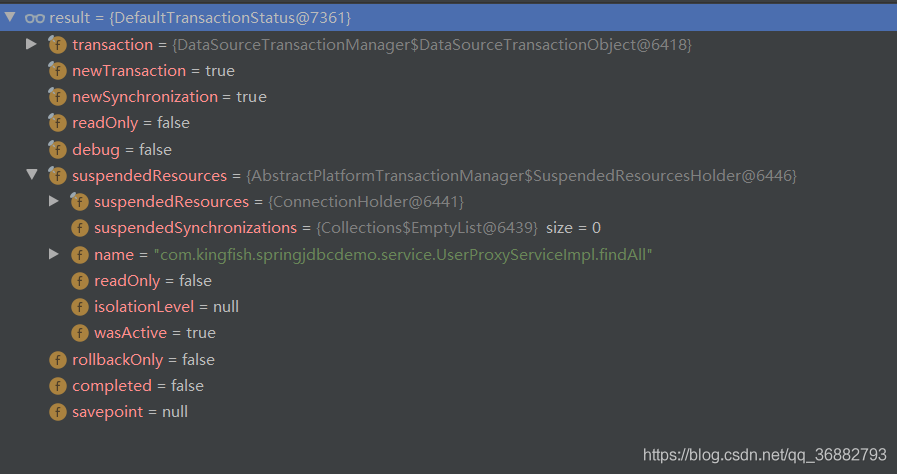 result = {DefaultTransactionStatus@7361}
f transaction = {DataSourceTransactionManager$DataSourceTransactionObject@6418}
f newTransaction = true
f newSynchronization = true
f readOnly = false
f debug = false
f suspendedResources = {AbstractPlatformTransactionManager$SuspendedResourcesHolder@6446}
f suspendedResources = {ConnectionHolder@6441}
f suspendedSynchronizations = {Collections$EmptyList@6439} size = 0
f name = "com.kingfish.springjdbcdemo.service.UserProxyServiceImpl.findAll"
f readOnly = false
f isolationLevel = null
f wasActive = true
f rollbackOnly = false
f completed = false
f savepoint = null
https://blog.csdn.net/qq_36882793